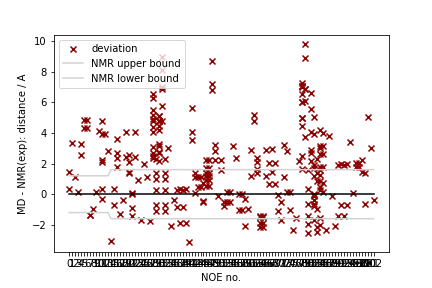 deviation
NMR upper bound
NMR lower bound
10
8
6
4
2
0
−2
MD - NMR(exp): distance / A
NOE no.